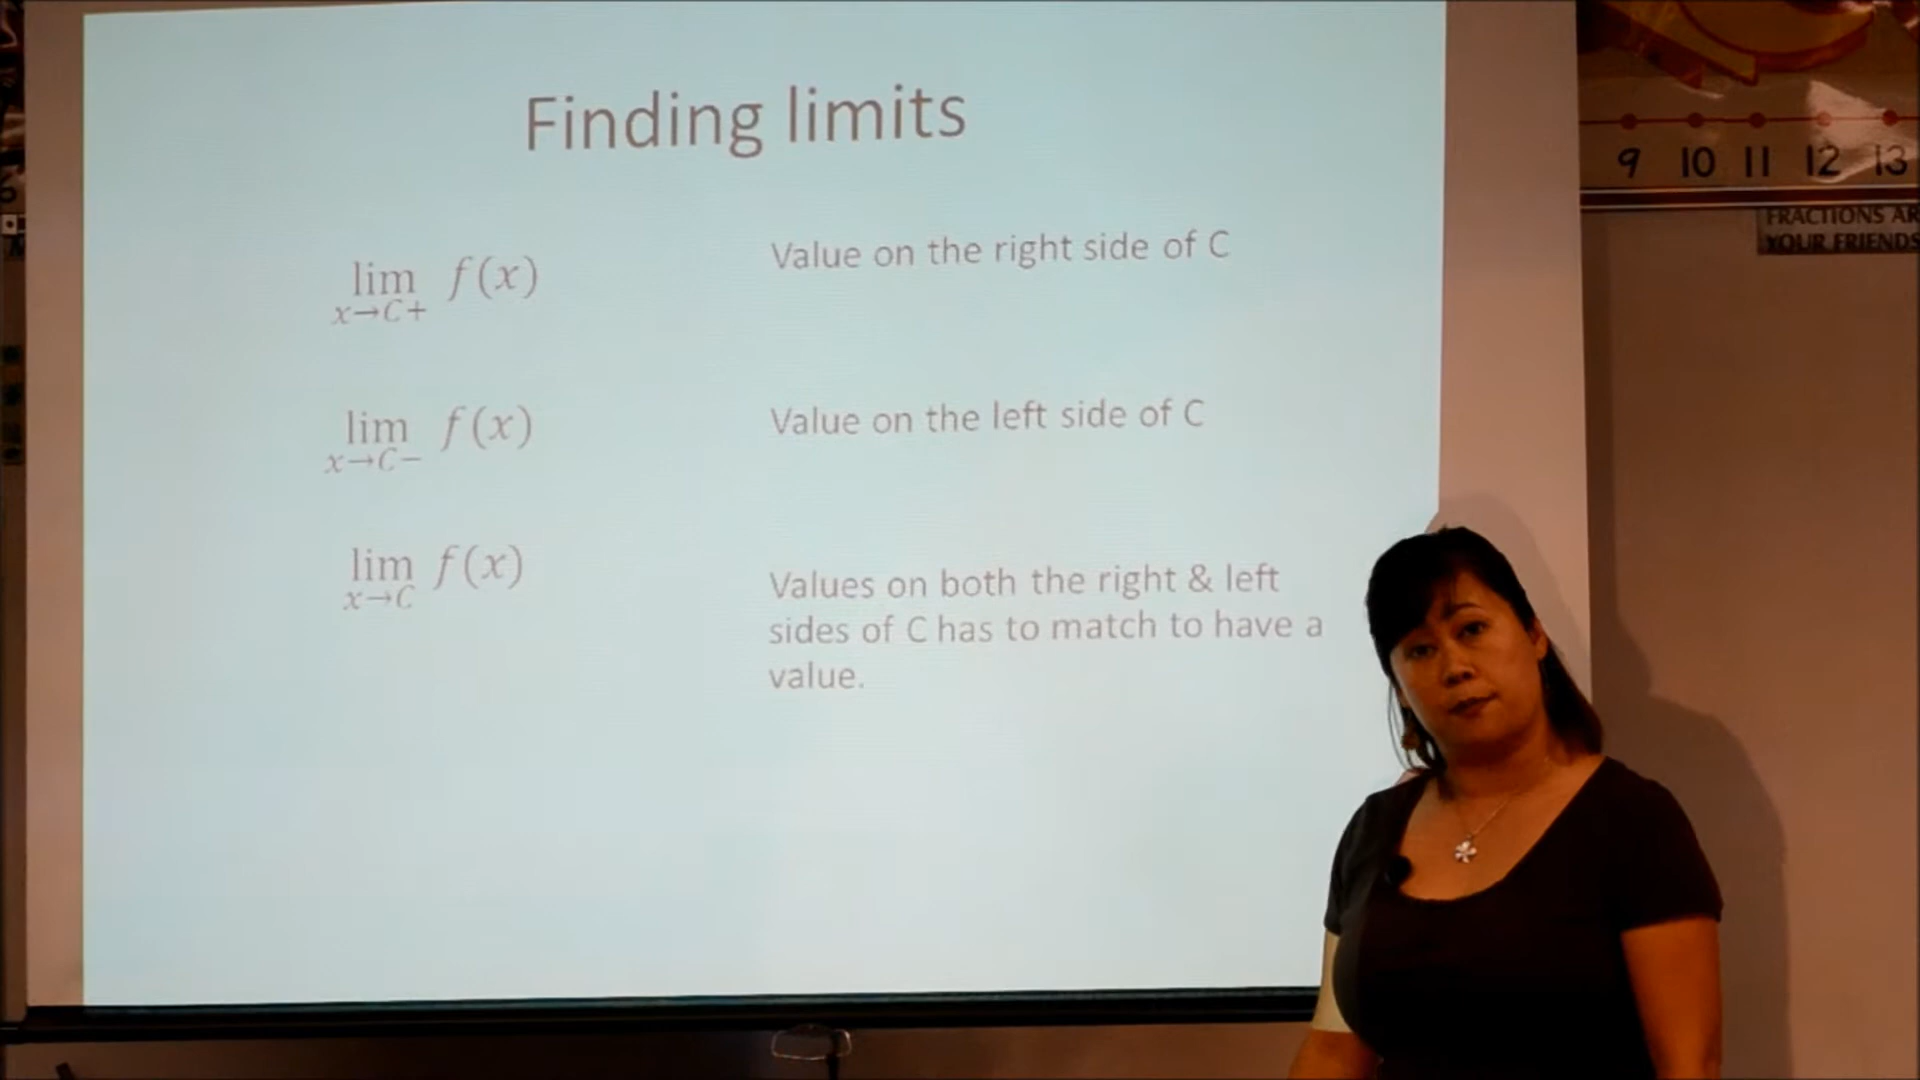 Finding limits
lim f(x)
x→C+
Value on the right side of C
lim f(x)
x→C−
Value on the left side of C
lim f(x)
x→C
Values on both the right & left
sides of C has to match to have a
value.
9 10 11 12 13
FRACTIONS AR
YOUR FRIENDS